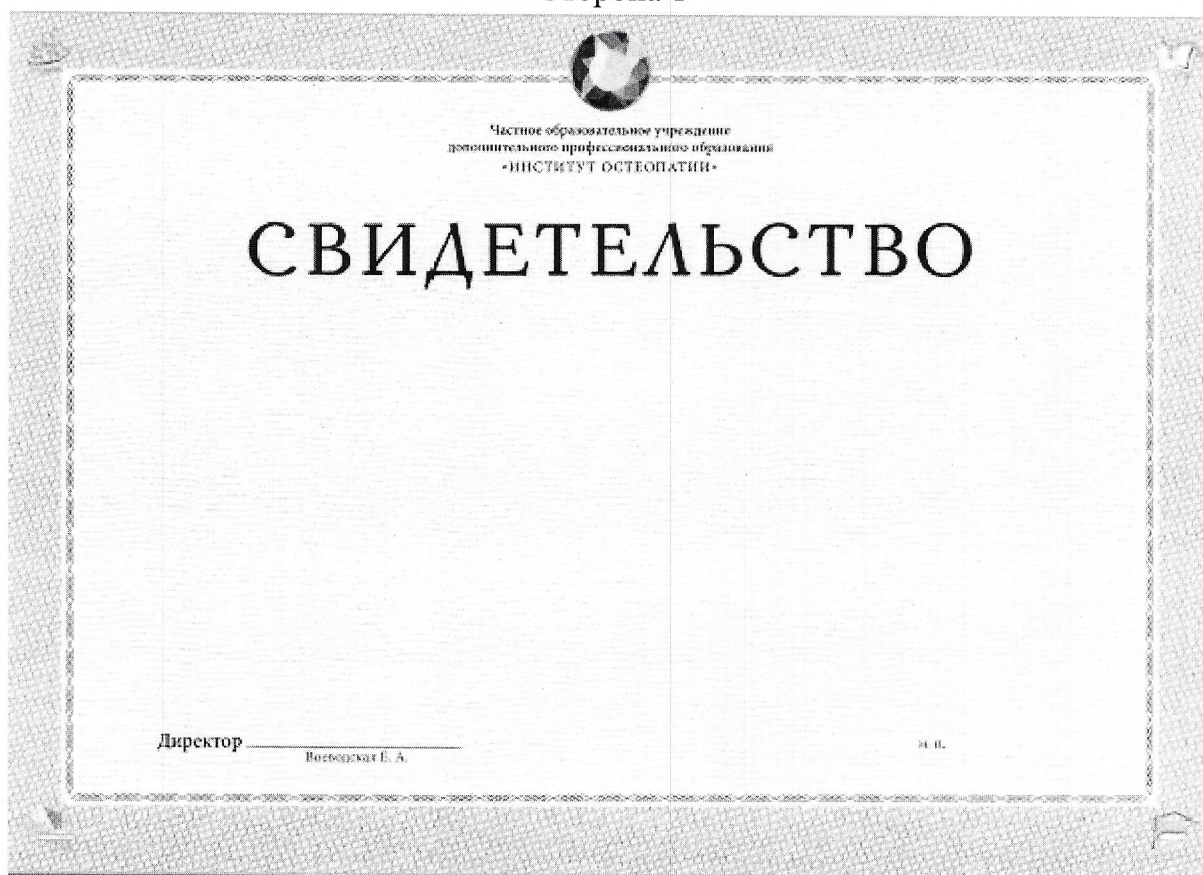 Частное образовательное учреждение
дополнительного профессионального образования
«ИНСТИТУТ ОСТЕОПАТИИ»
СВИДЕТЕЛЬСТВО
Директор
Е. А.
м. п.